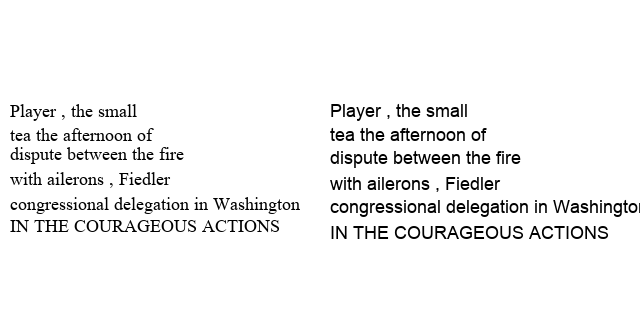 Player , the small
tea the afternoon of
dispute between the fire
with ailerons , Fiedler
congressional delegation in Washington
IN THE COURAGEOUS ACTIONS
Player , the small
tea the afternoon of
dispute between the fire
with ailerons , Fiedler
congressional delegation in Washingto
IN THE COURAGEOUS ACTIONS